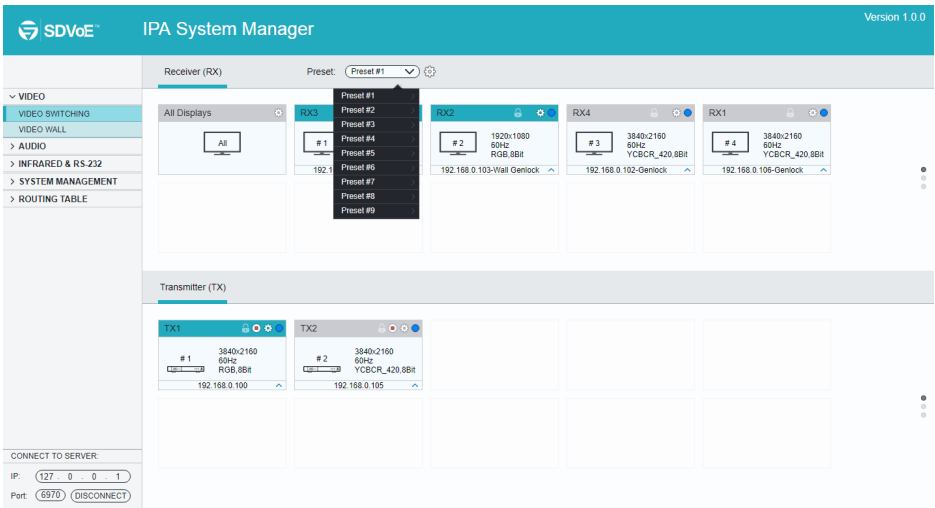 SDVoE™
IPA System Manager
Version 1.0.0
VIDEO
VIDEO SWITCHING
VIDEO WALL
AUDIO
INFRARED & RS-232
SYSTEM MANAGEMENT
ROUTING TABLE
CONNECT TO SERVER:
IP: 127 . 0 . 0 . 1
Port: 6970 DISCONNECT
Receiver (RX)
Preset: Preset #1
Preset #1
Preset #2
Preset #3
Preset #4
Preset #5
Preset #6
Preset #7
Preset #8
Preset #9
All Displays
All
RX3
# 1
192.1
RX2
# 2
1920x1080
60Hz
RGB,8Bit
192.168.0.103-Wall Genlock
RX4
# 3
3840x2160
60Hz
YCBCR_420,8Bit
192.168.0.102-Genlock
RX1
# 4
3840x2160
60Hz
YCBCR_420,8Bit
192.168.0.106-Genlock
Transmitter (TX)
TX1
# 1
3840x2160
60Hz
RGB,8Bit
192.168.0.100
TX2
# 2
3840x2160
60Hz
YCBCR_420,8Bit
192.168.0.105